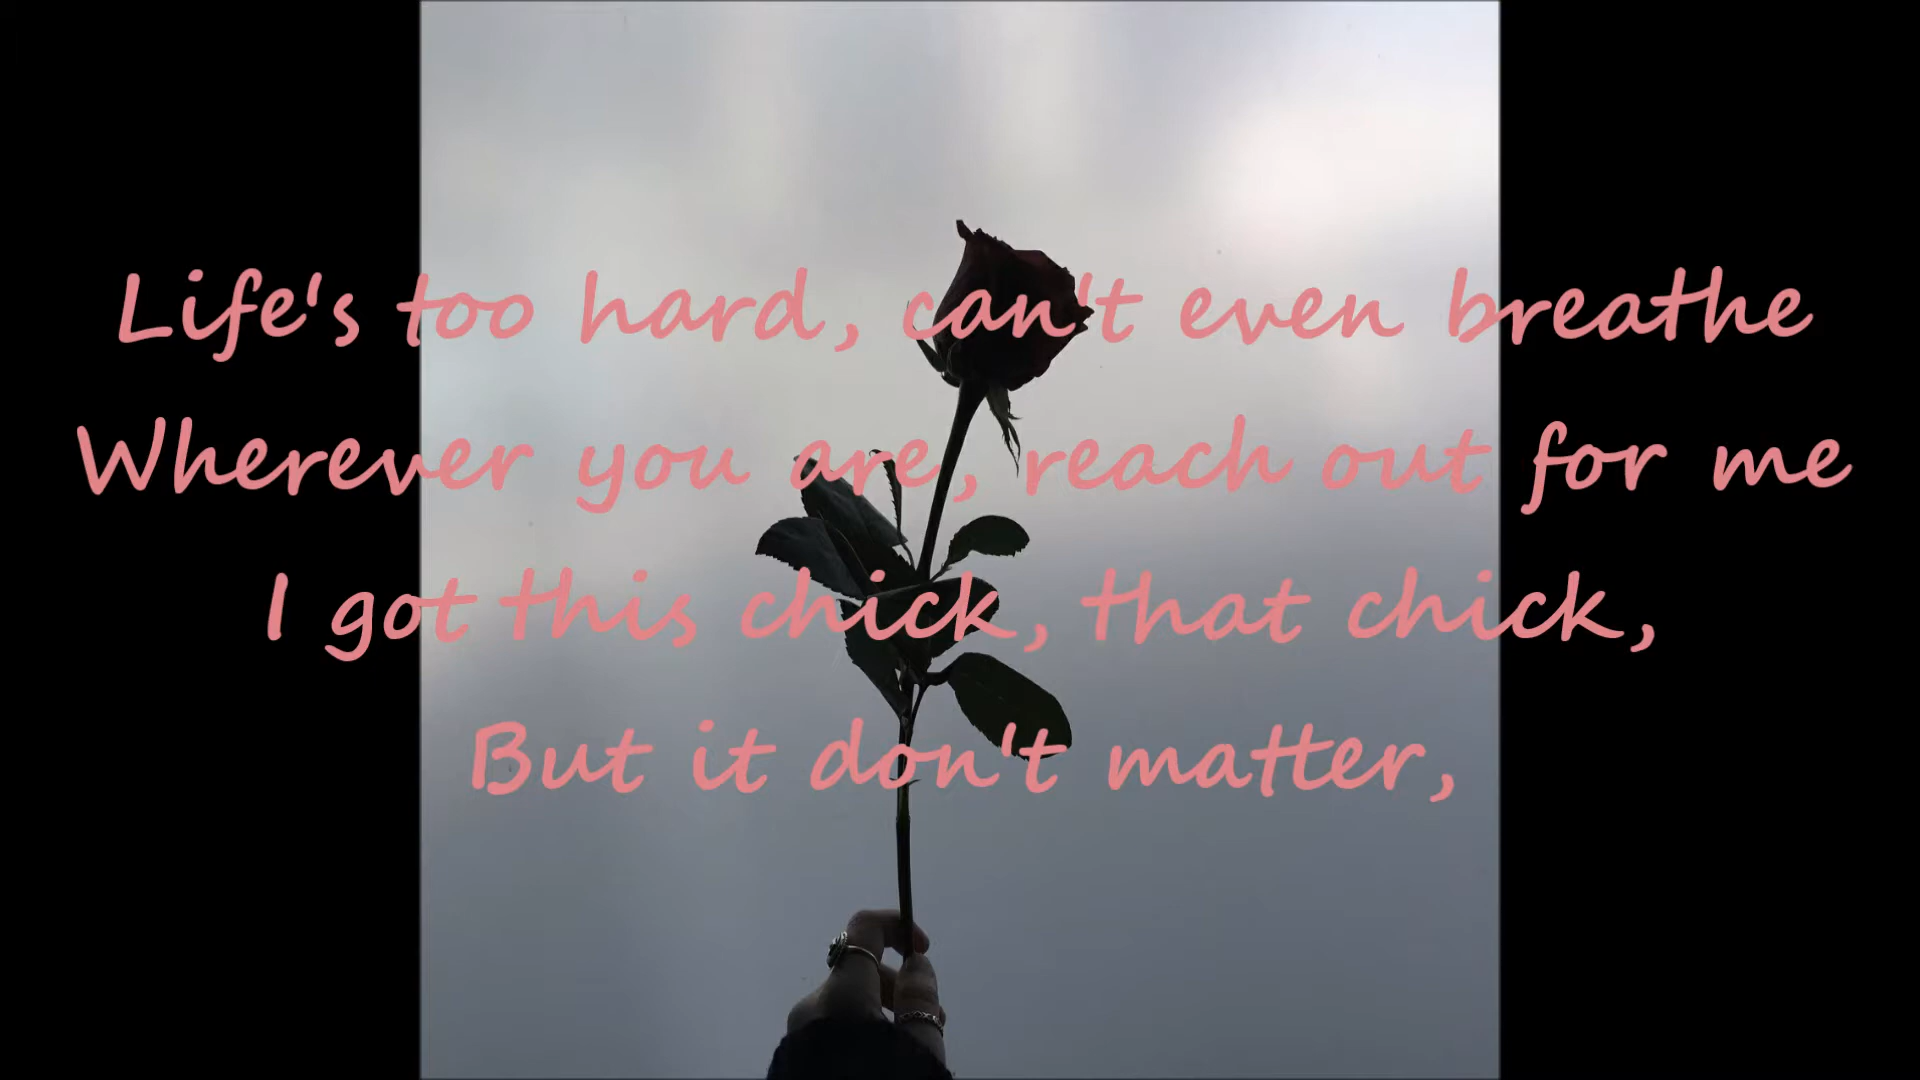 Life's too hard, can't even breathe
Wherever you are, reach out for me
I got this chick, that chick,
But it don't matter,